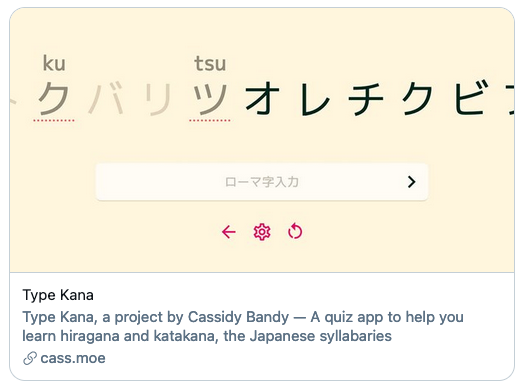 ku tsu
ク バ リ ツ オ レ チ ク ビ
ローマ字入力
Type Kana
Type Kana, a project by Cassidy Bandy — A quiz app to help you
learn hiragana and katakana, the Japanese syllabaries
cass.moe